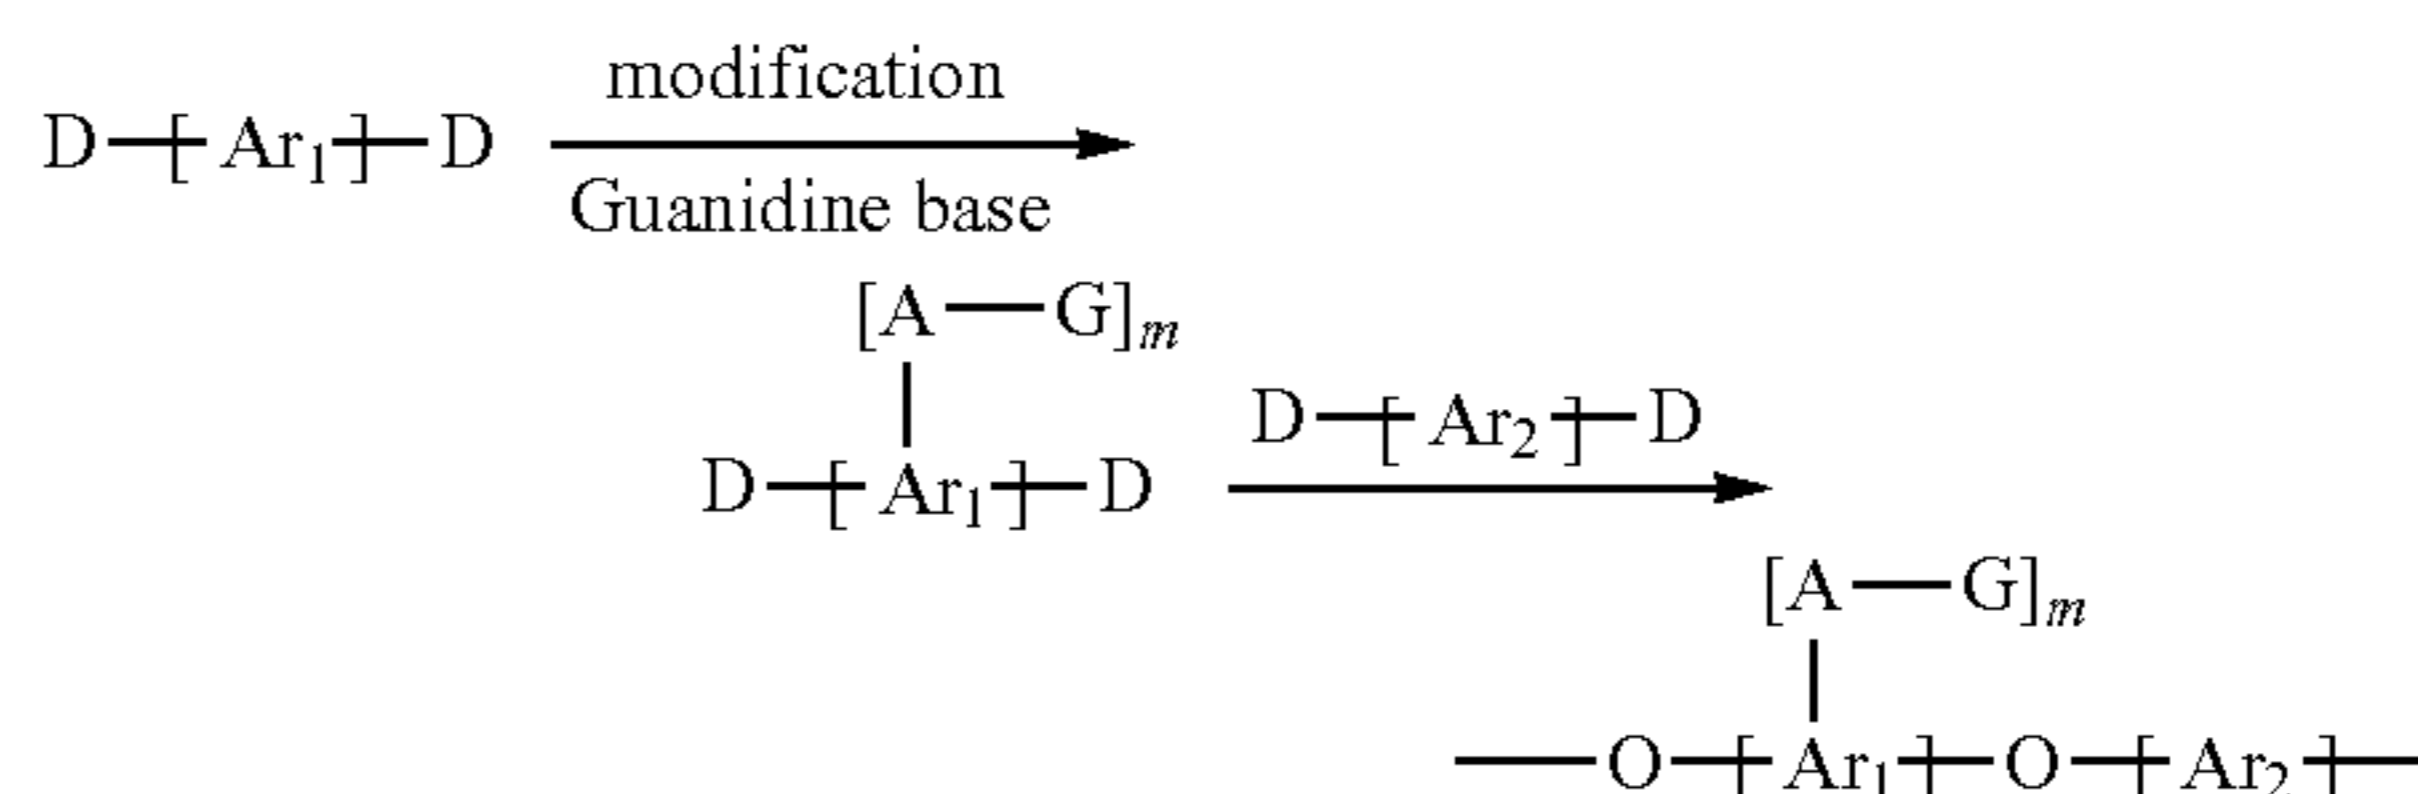 modification
D—[Ar₁]—D
Guanidine base
[A—G]ₘ
D—[Ar₂]—D
D—[Ar₁]—D
[A—G]ₘ
—O—[Ar₁]—O—[Ar₂]—